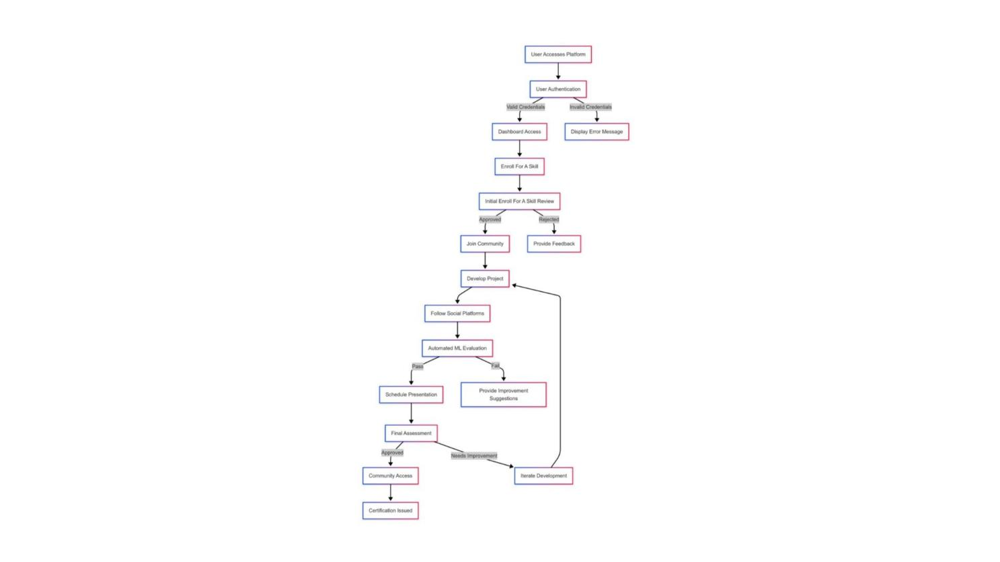 User Accesses Platform
User Authentication
Valid Credentials
Invalid Credentials
Dashboard Access
Display Error Message
Enroll For A Skill
Initial Enroll For A Skill Review
Approved
Rejected
Join Community
Provide Feedback
Develop Project
Follow Social Platforms
Automated ML Evaluation
Pass
Fail
Schedule Presentation
Provide Improvement
Suggestions
Final Assessment
Approved
Needs Improvement
Community Access
Iterate Development
Certification Issued